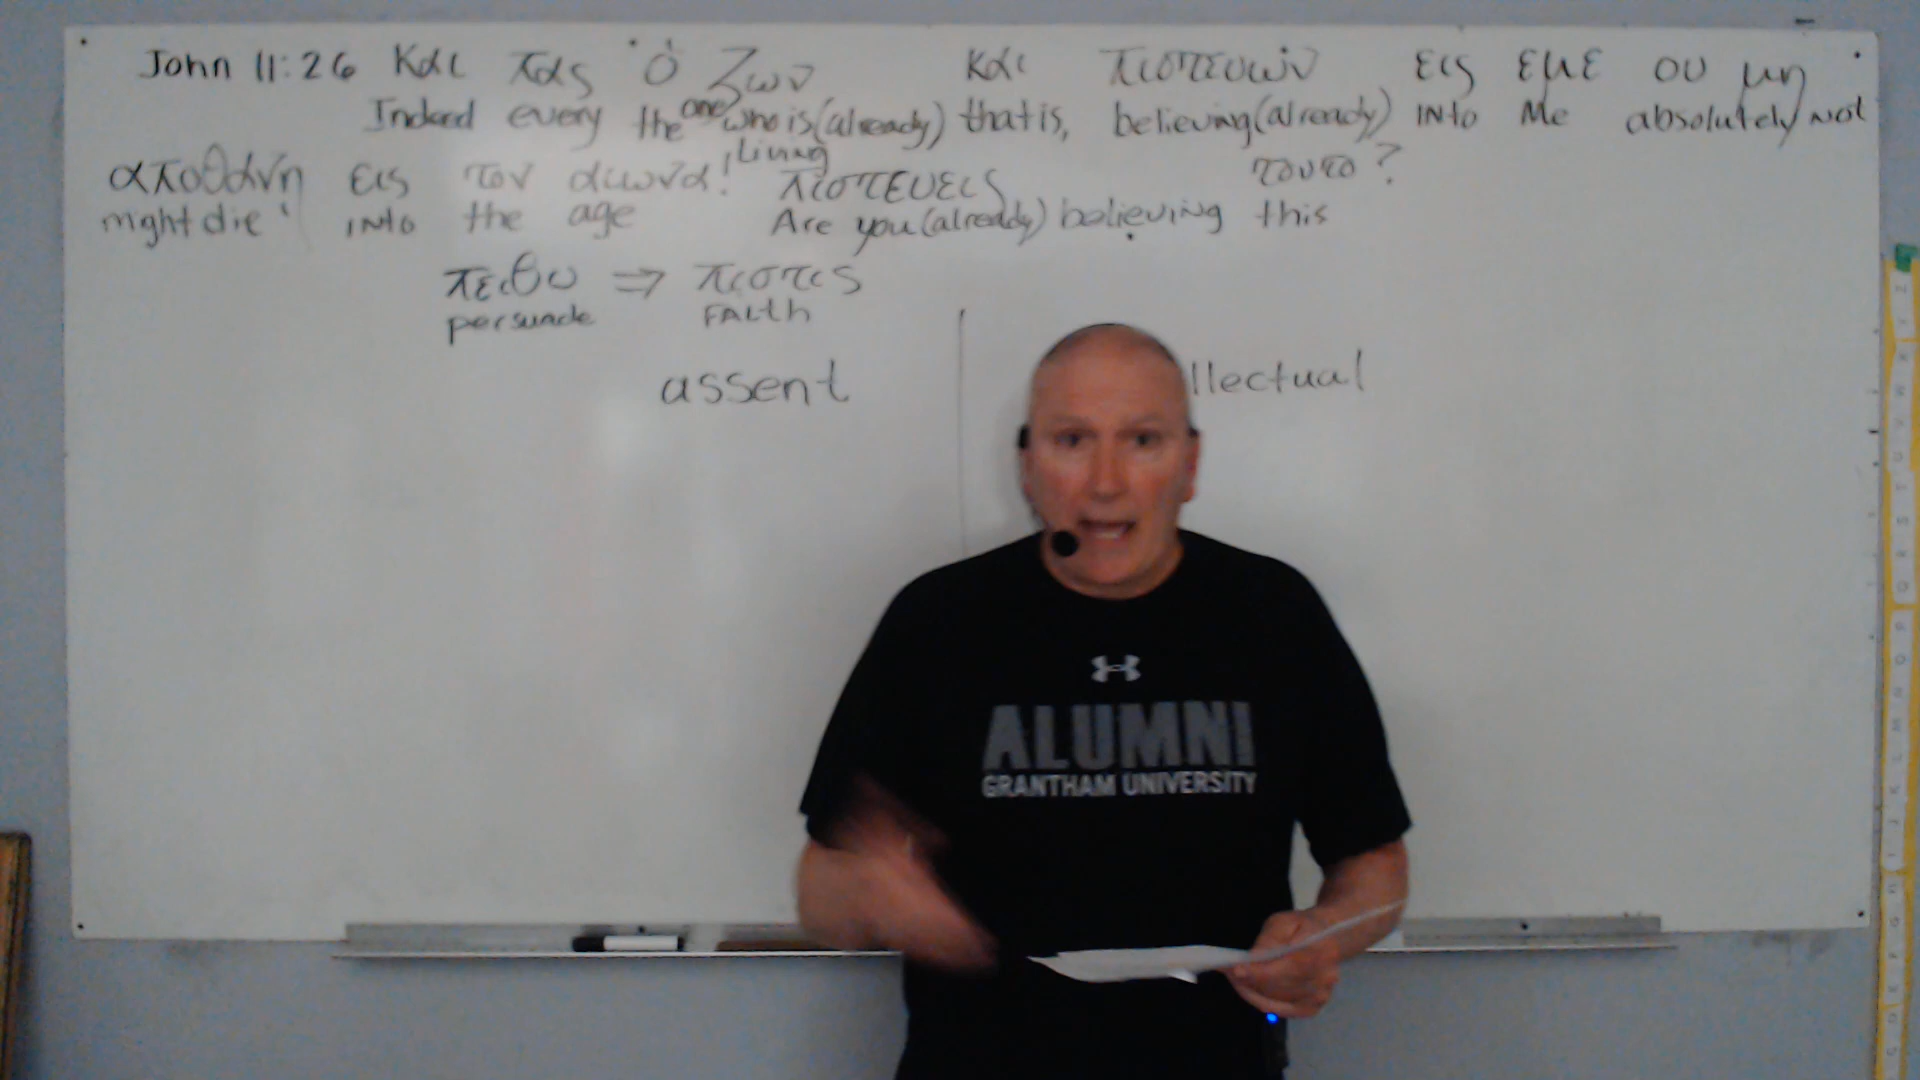 John 11:26 Και πας ὁ Ζων και πιστευων εις εμε ου μη
Indeed every the one who is (already) that is, believing (already) INto Me absolutely not
Living
αποθανη εις τον αιωνα! πιστευεις τουτο?
might die INto the age Are you (already) believing this
πειθω ⇒ πιστις
persuade FAIth
assent llectual
ALUMNI
GRANTHAM UNIVERSITY